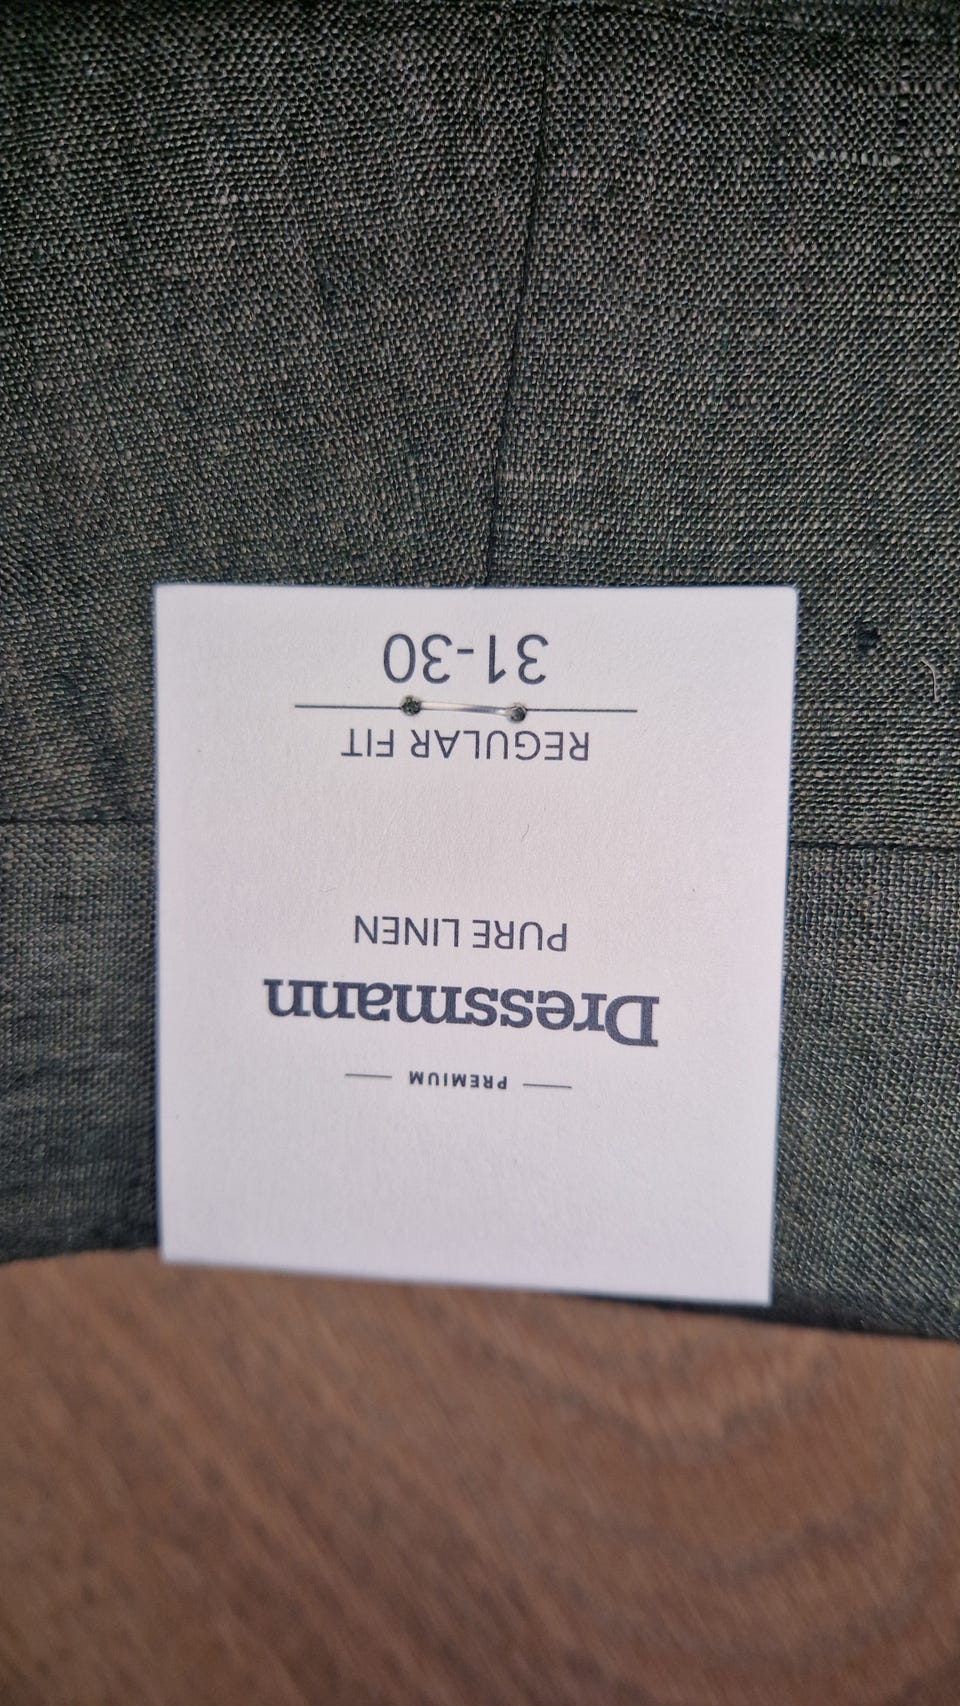 PREMIUM
Dressmann
PURE LINEN
REGULAR FIT
31-30